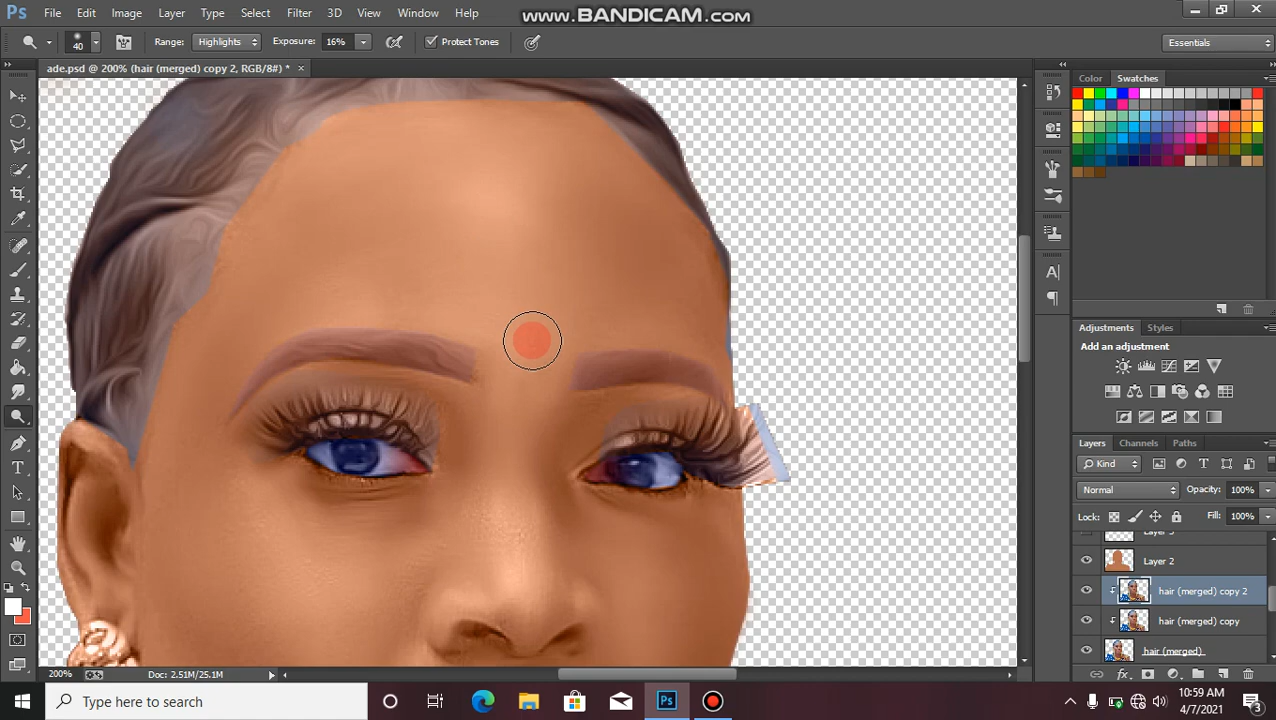 www.BANDICAM.com
Ps File Edit Image Layer Type Select Filter 3D View Window Help
40 Range: Highlights Exposure: 16% Protect Tones Essentials
ade.psd @ 200% (hair (merged) copy 2, RGB/8#) * ×
Color Swatches
Adjustments Styles
Add an adjustment
Layers Channels Paths
Kind
Normal Opacity: 100%
Lock: Fill: 100%
Layer 2
hair (merged) copy 2
hair (merged) copy
hair (merged)
200% Doc: 2.51M/25.1M
Type here to search
Ps
10:59 AM
4/7/2021
3